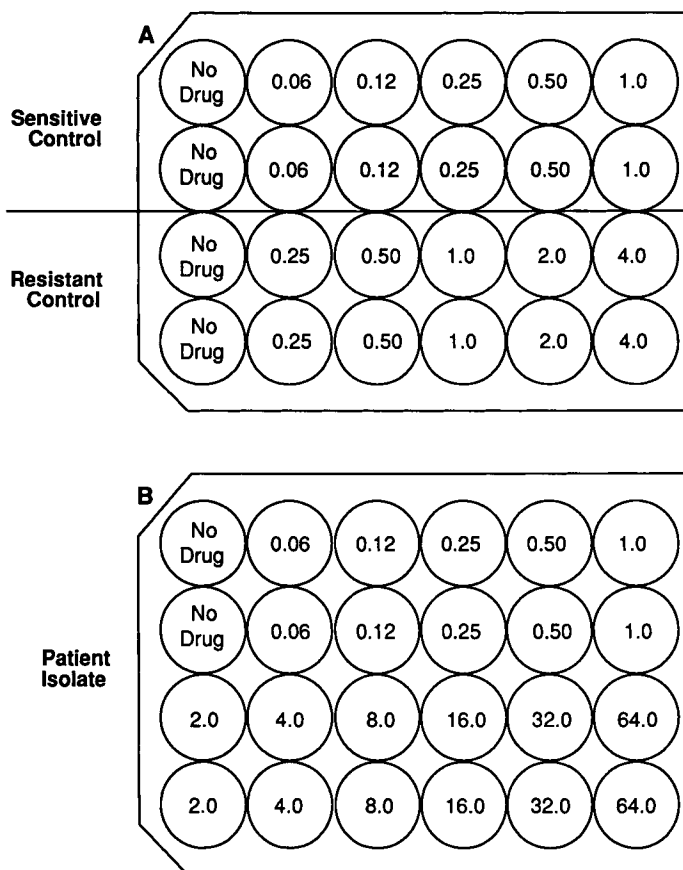 A
No Drug 0.06 0.12 0.25 0.50 1.0
Sensitive Control
No Drug 0.06 0.12 0.25 0.50 1.0
No Drug 0.25 0.50 1.0 2.0 4.0
Resistant Control
No Drug 0.25 0.50 1.0 2.0 4.0
B
No Drug 0.06 0.12 0.25 0.50 1.0
No Drug 0.06 0.12 0.25 0.50 1.0
Patient Isolate
2.0 4.0 8.0 16.0 32.0 64.0
2.0 4.0 8.0 16.0 32.0 64.0